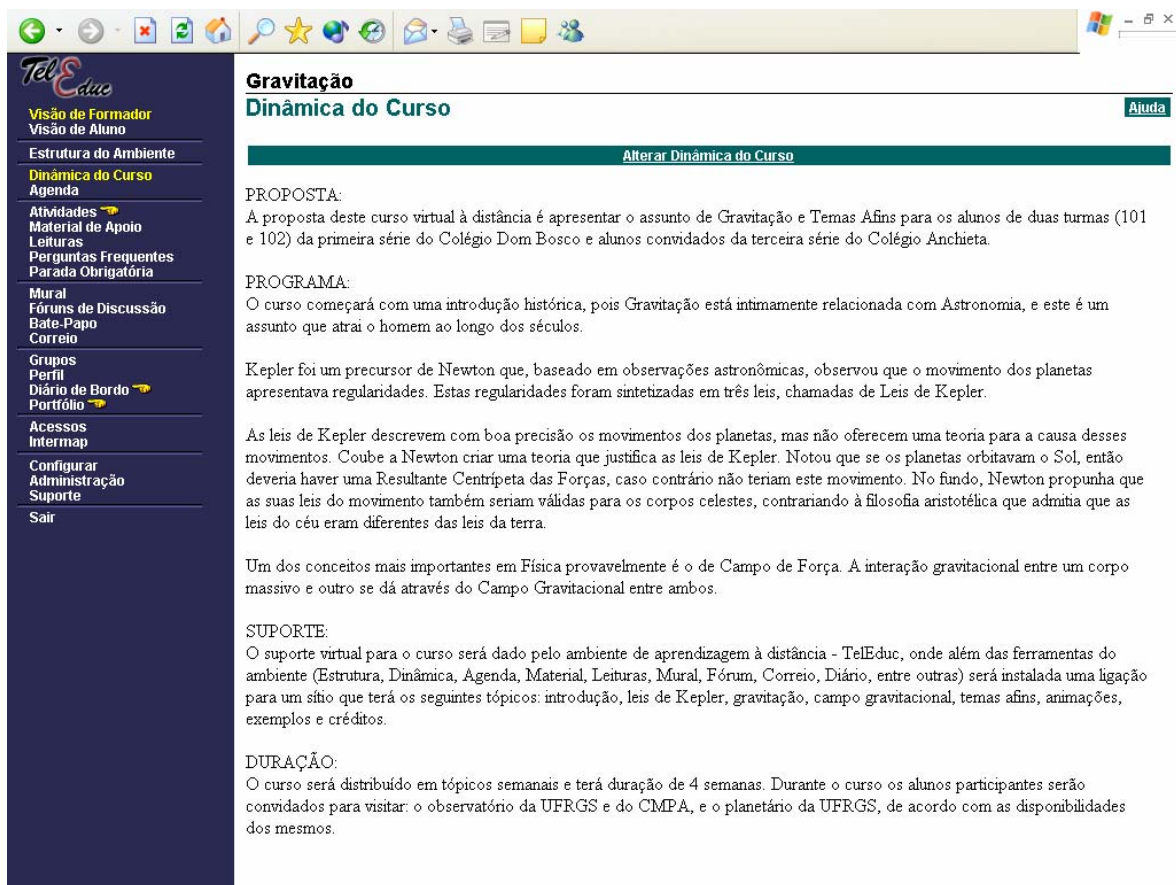 TelEduc
Visão de Formador
Visão de Aluno
Estrutura do Ambiente
Dinâmica do Curso
Agenda
Atividades
Material de Apoio
Leituras
Perguntas Frequentes
Parada Obrigatória
Mural
Fóruns de Discussão
Bate-Papo
Correio
Grupos
Perfil
Diário de Bordo
Portfólio
Acessos
Intermap
Configurar
Administração
Suporte
Sair
Gravitação
Dinâmica do Curso
Ajuda
Alterar Dinâmica do Curso
PROPOSTA:
A proposta deste curso virtual à distância é apresentar o assunto de Gravitação e Temas Afins para os alunos de duas turmas (101
e 102) da primeira série do Colégio Dom Bosco e alunos convidados da terceira série do Colégio Anchieta.
PROGRAMA:
O curso começará com uma introdução histórica, pois Gravitação está intimamente relacionada com Astronomia, e este é um
assunto que atrai o homem ao longo dos séculos.
Kepler foi um precursor de Newton que, baseado em observações astronômicas, observou que o movimento dos planetas
apresentava regularidades. Estas regularidades foram sintetizadas em três leis, chamadas de Leis de Kepler.
As leis de Kepler descrevem com boa precisão os movimentos dos planetas, mas não oferecem uma teoria para a causa desses
movimentos. Coube a Newton criar uma teoria que justifica as leis de Kepler. Notou que se os planetas orbitavam o Sol, então
deveria haver uma Resultante Centrípeta das Forças, caso contrário não teriam este movimento. No fundo, Newton propunha que
as suas leis do movimento também seriam válidas para os corpos celestes, contrariando à filosofia aristotélica que admitia que as
leis do céu eram diferentes das leis da terra.
Um dos conceitos mais importantes em Física provavelmente é o de Campo de Força. A interação gravitacional entre um corpo
massivo e outro se dá através do Campo Gravitacional entre ambos.
SUPORTE:
O suporte virtual para o curso será dado pelo ambiente de aprendizagem à distância - TelEduc, onde além das ferramentas do
ambiente (Estrutura, Dinâmica, Agenda, Material, Leituras, Mural, Fórum, Correio, Diário, entre outras) será instalada uma ligação
para um sítio que terá os seguintes tópicos: introdução, leis de Kepler, gravitação, campo gravitacional, temas afins, animações,
exemplos e créditos.
DURAÇÃO:
O curso será distribuído em tópicos semanais e terá duração de 4 semanas. Durante o curso os alunos participantes serão
convidados para visitar: o observatório da UFRGS e do CMPA, e o planetário da UFRGS, de acordo com as disponibilidades
dos mesmos.